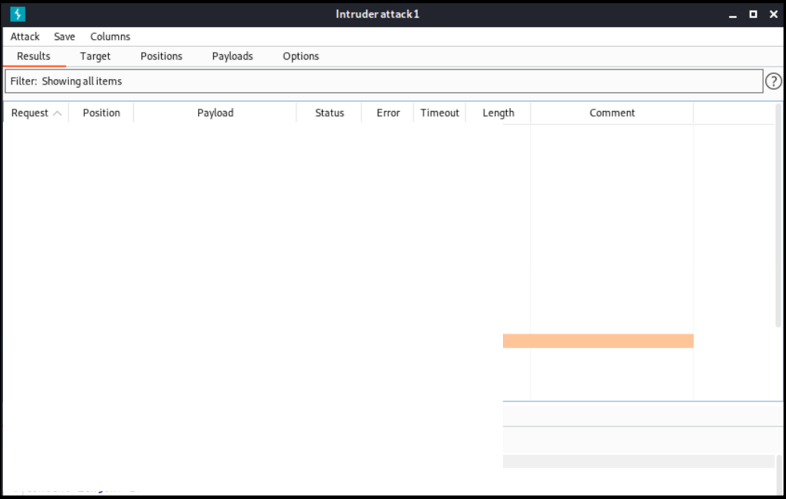 Intruder attack1
Attack Save Columns
Results Target Positions Payloads Options
Filter: Showing all items
?
Request Position Payload Status Error Timeout Length Comment